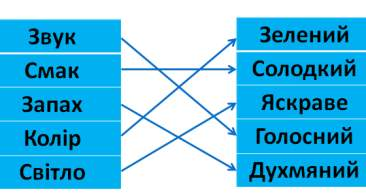 Звук
Смак
Запах
Колір
Світло
Зелений
Солодкий
Яскраве
Голосний
Духмяний